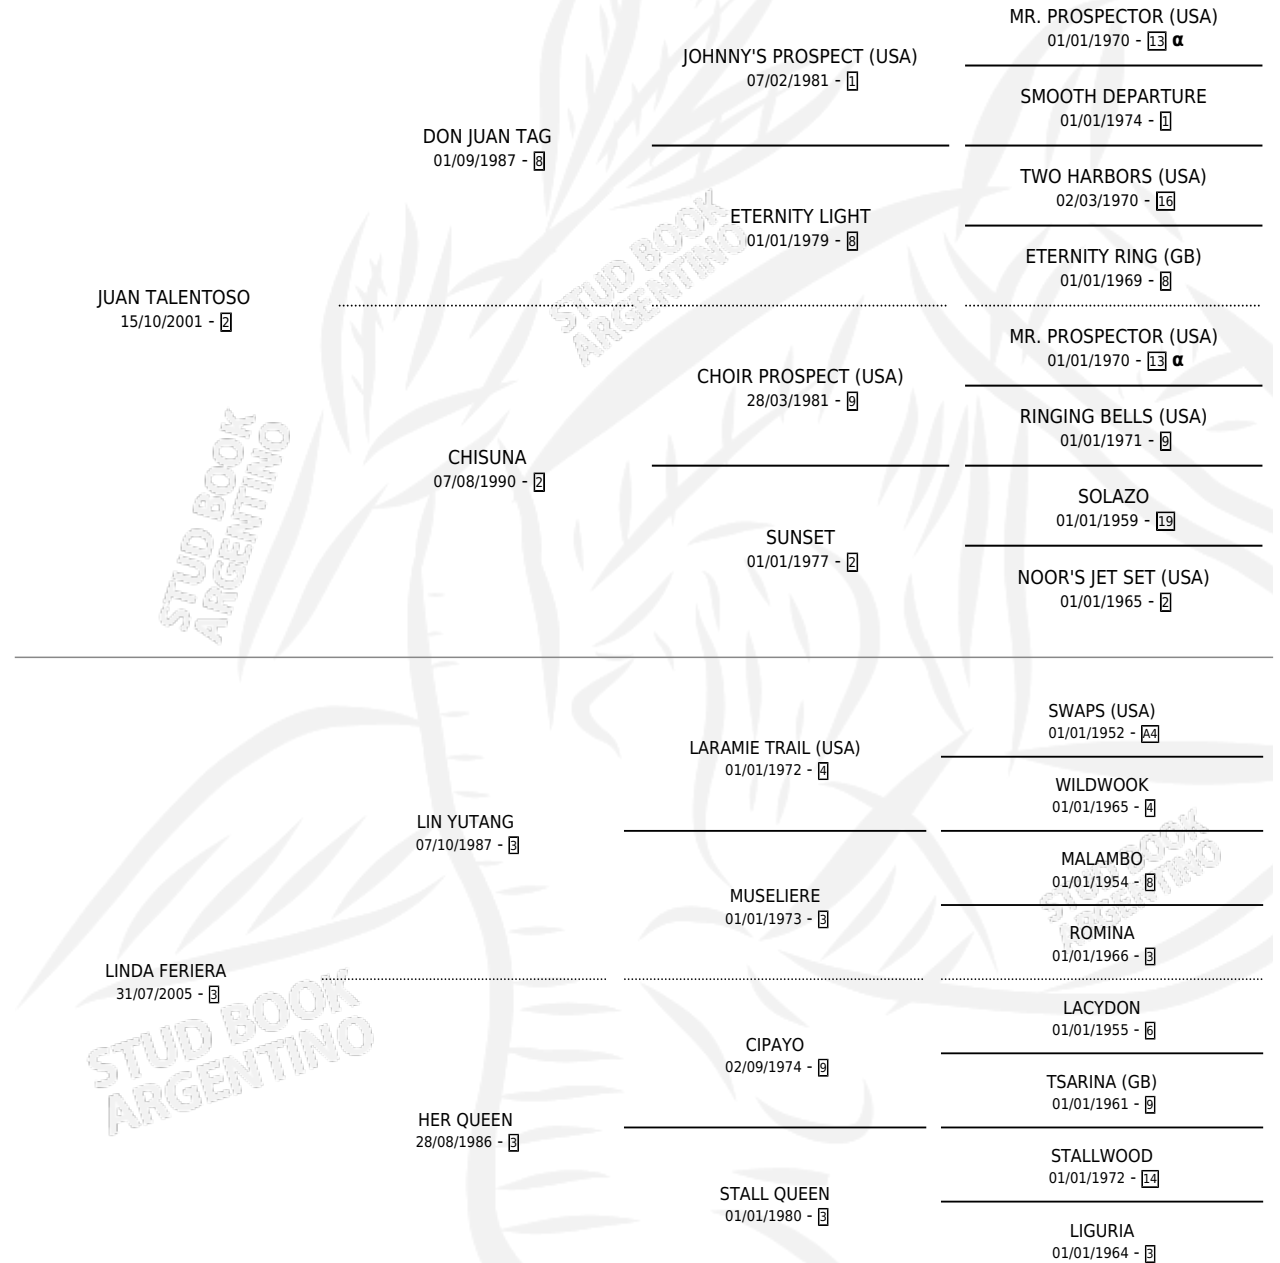 MR. PROSPECTOR (USA)
01/01/1970 - 13 α
JOHNNY'S PROSPECT (USA)
07/02/1981 - 1
SMOOTH DEPARTURE
01/01/1974 - 1
DON JUAN TAG
01/09/1987 - 8
TWO HARBORS (USA)
02/03/1970 - 16
ETERNITY LIGHT
01/01/1979 - 8
ETERNITY RING (GB)
01/01/1969 - 8
JUAN TALENTOSO
15/10/2001 - 2
MR. PROSPECTOR (USA)
01/01/1970 - 13 α
CHOIR PROSPECT (USA)
28/03/1981 - 9
RINGING BELLS (USA)
01/01/1971 - 9
CHISUNA
07/08/1990 - 2
SOLAZO
01/01/1959 - 19
SUNSET
01/01/1977 - 2
NOOR'S JET SET (USA)
01/01/1965 - 2
SWAPS (USA)
01/01/1952 - A4
LARAMIE TRAIL (USA)
01/01/1972 - 4
WILDWOOK
01/01/1965 - 4
LIN YUTANG
07/10/1987 - 3
MALAMBO
01/01/1954 - 8
MUSELIERE
01/01/1973 - 3
ROMINA
01/01/1966 - 3
LINDA FERIERA
31/07/2005 - 3
LACYDON
01/01/1955 - 6
CIPAYO
02/09/1974 - 9
TSARINA (GB)
01/01/1961 - 9
HER QUEEN
28/08/1986 - 3
STALLWOOD
01/01/1972 - 14
STALL QUEEN
01/01/1980 - 3
LIGURIA
01/01/1964 - 3
STUD BOOK
ARGENTINO
STUD BOOK
ARGENTINO
STUD BOOK
ARGENTINO
STUD BOOK
ARGENTINO